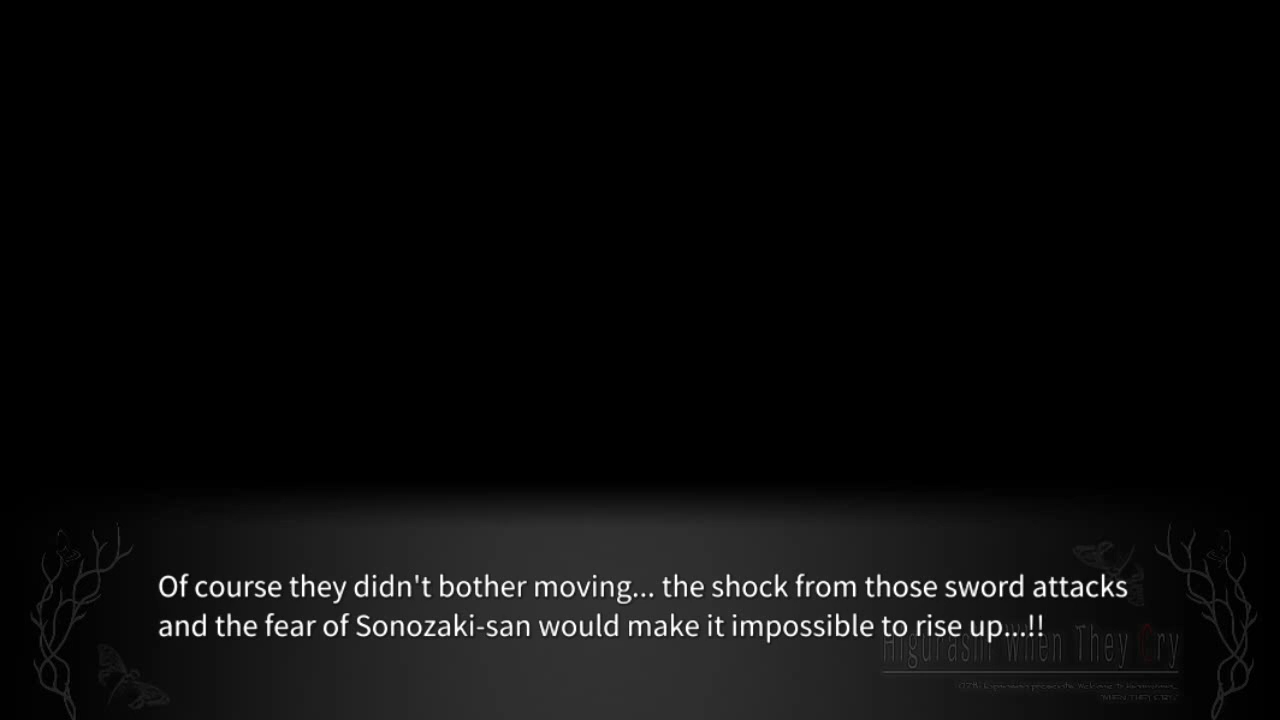 Of course they didn't bother moving... the shock from those sword attacks
and the fear of Sonozaki-san would make it impossible to rise up...!!
Higurashi When They Cry